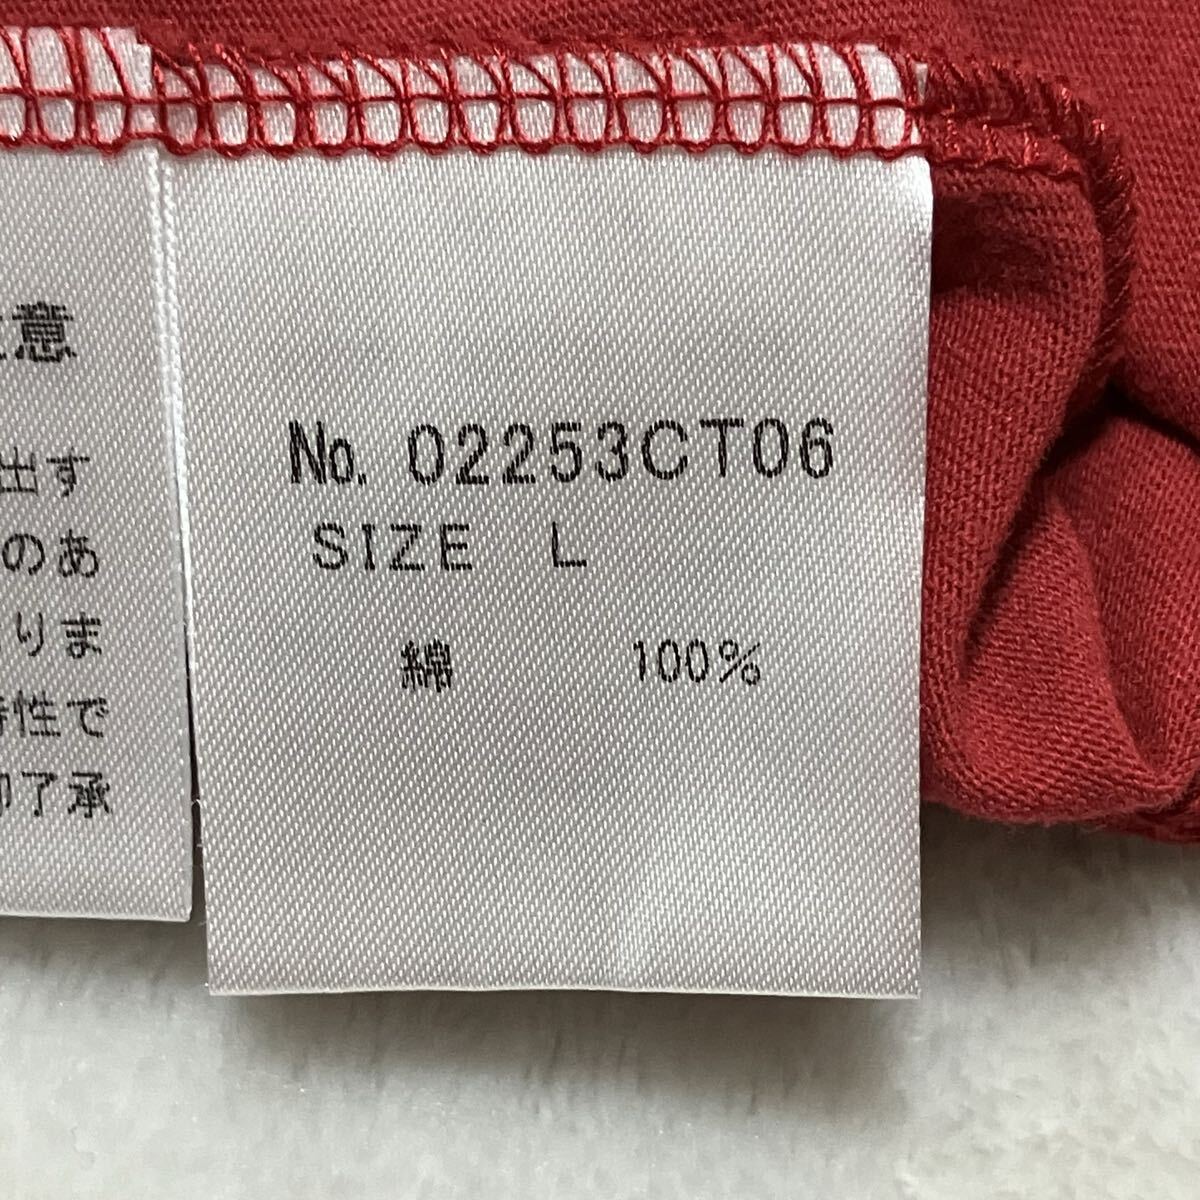 意
出す
のあ
りま
性で
了承
No. 02253CT06
SIZE L
綿 100%